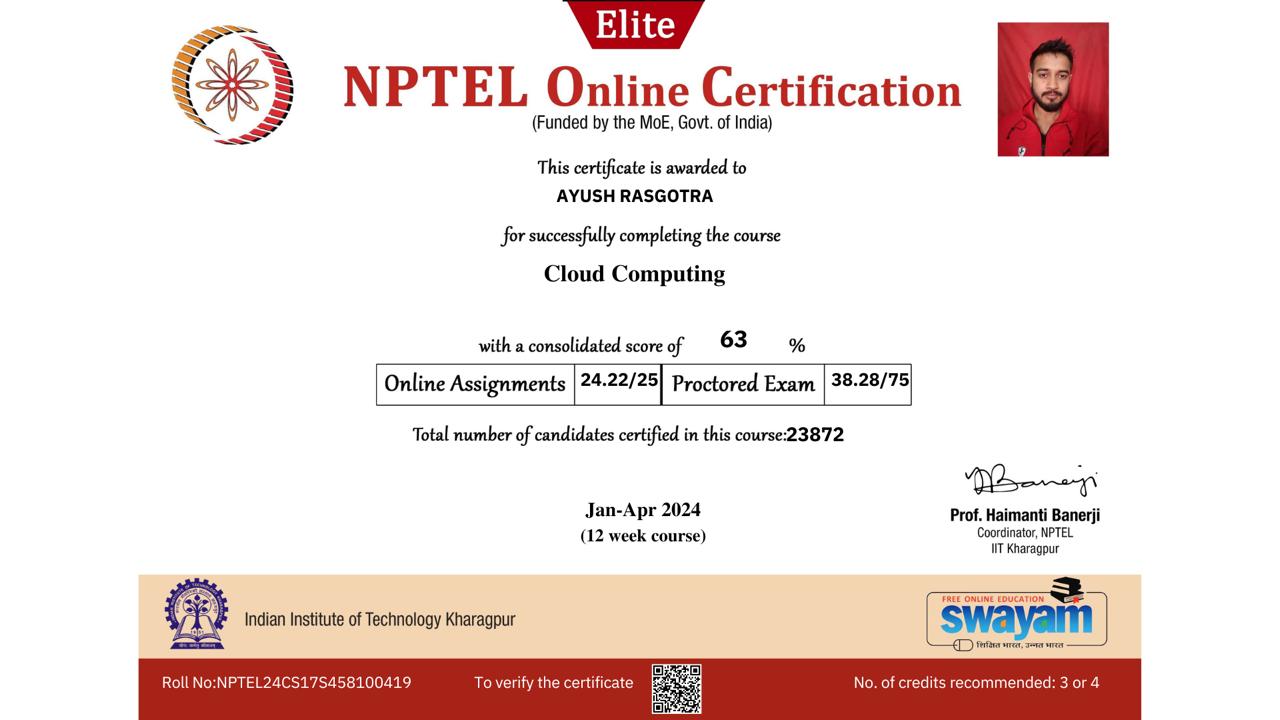 Elite
NPTEL Online Certification
(Funded by the MoE, Govt. of India)
This certificate is awarded to
AYUSH RASGOTRA
for successfully completing the course
Cloud Computing
with a consolidated score of 63 %
Online Assignments 24.22/25 Proctored Exam 38.28/75
Total number of candidates certified in this course:23872
Jan-Apr 2024
(12 week course)
Prof. Haimanti Banerji
Coordinator, NPTEL
IIT Kharagpur
Indian Institute of Technology Kharagpur
FREE ONLINE EDUCATION
swayam
शिक्षित भारत, उन्नत भारत
Roll No:NPTEL24CS17S458100419
To verify the certificate
No. of credits recommended: 3 or 4